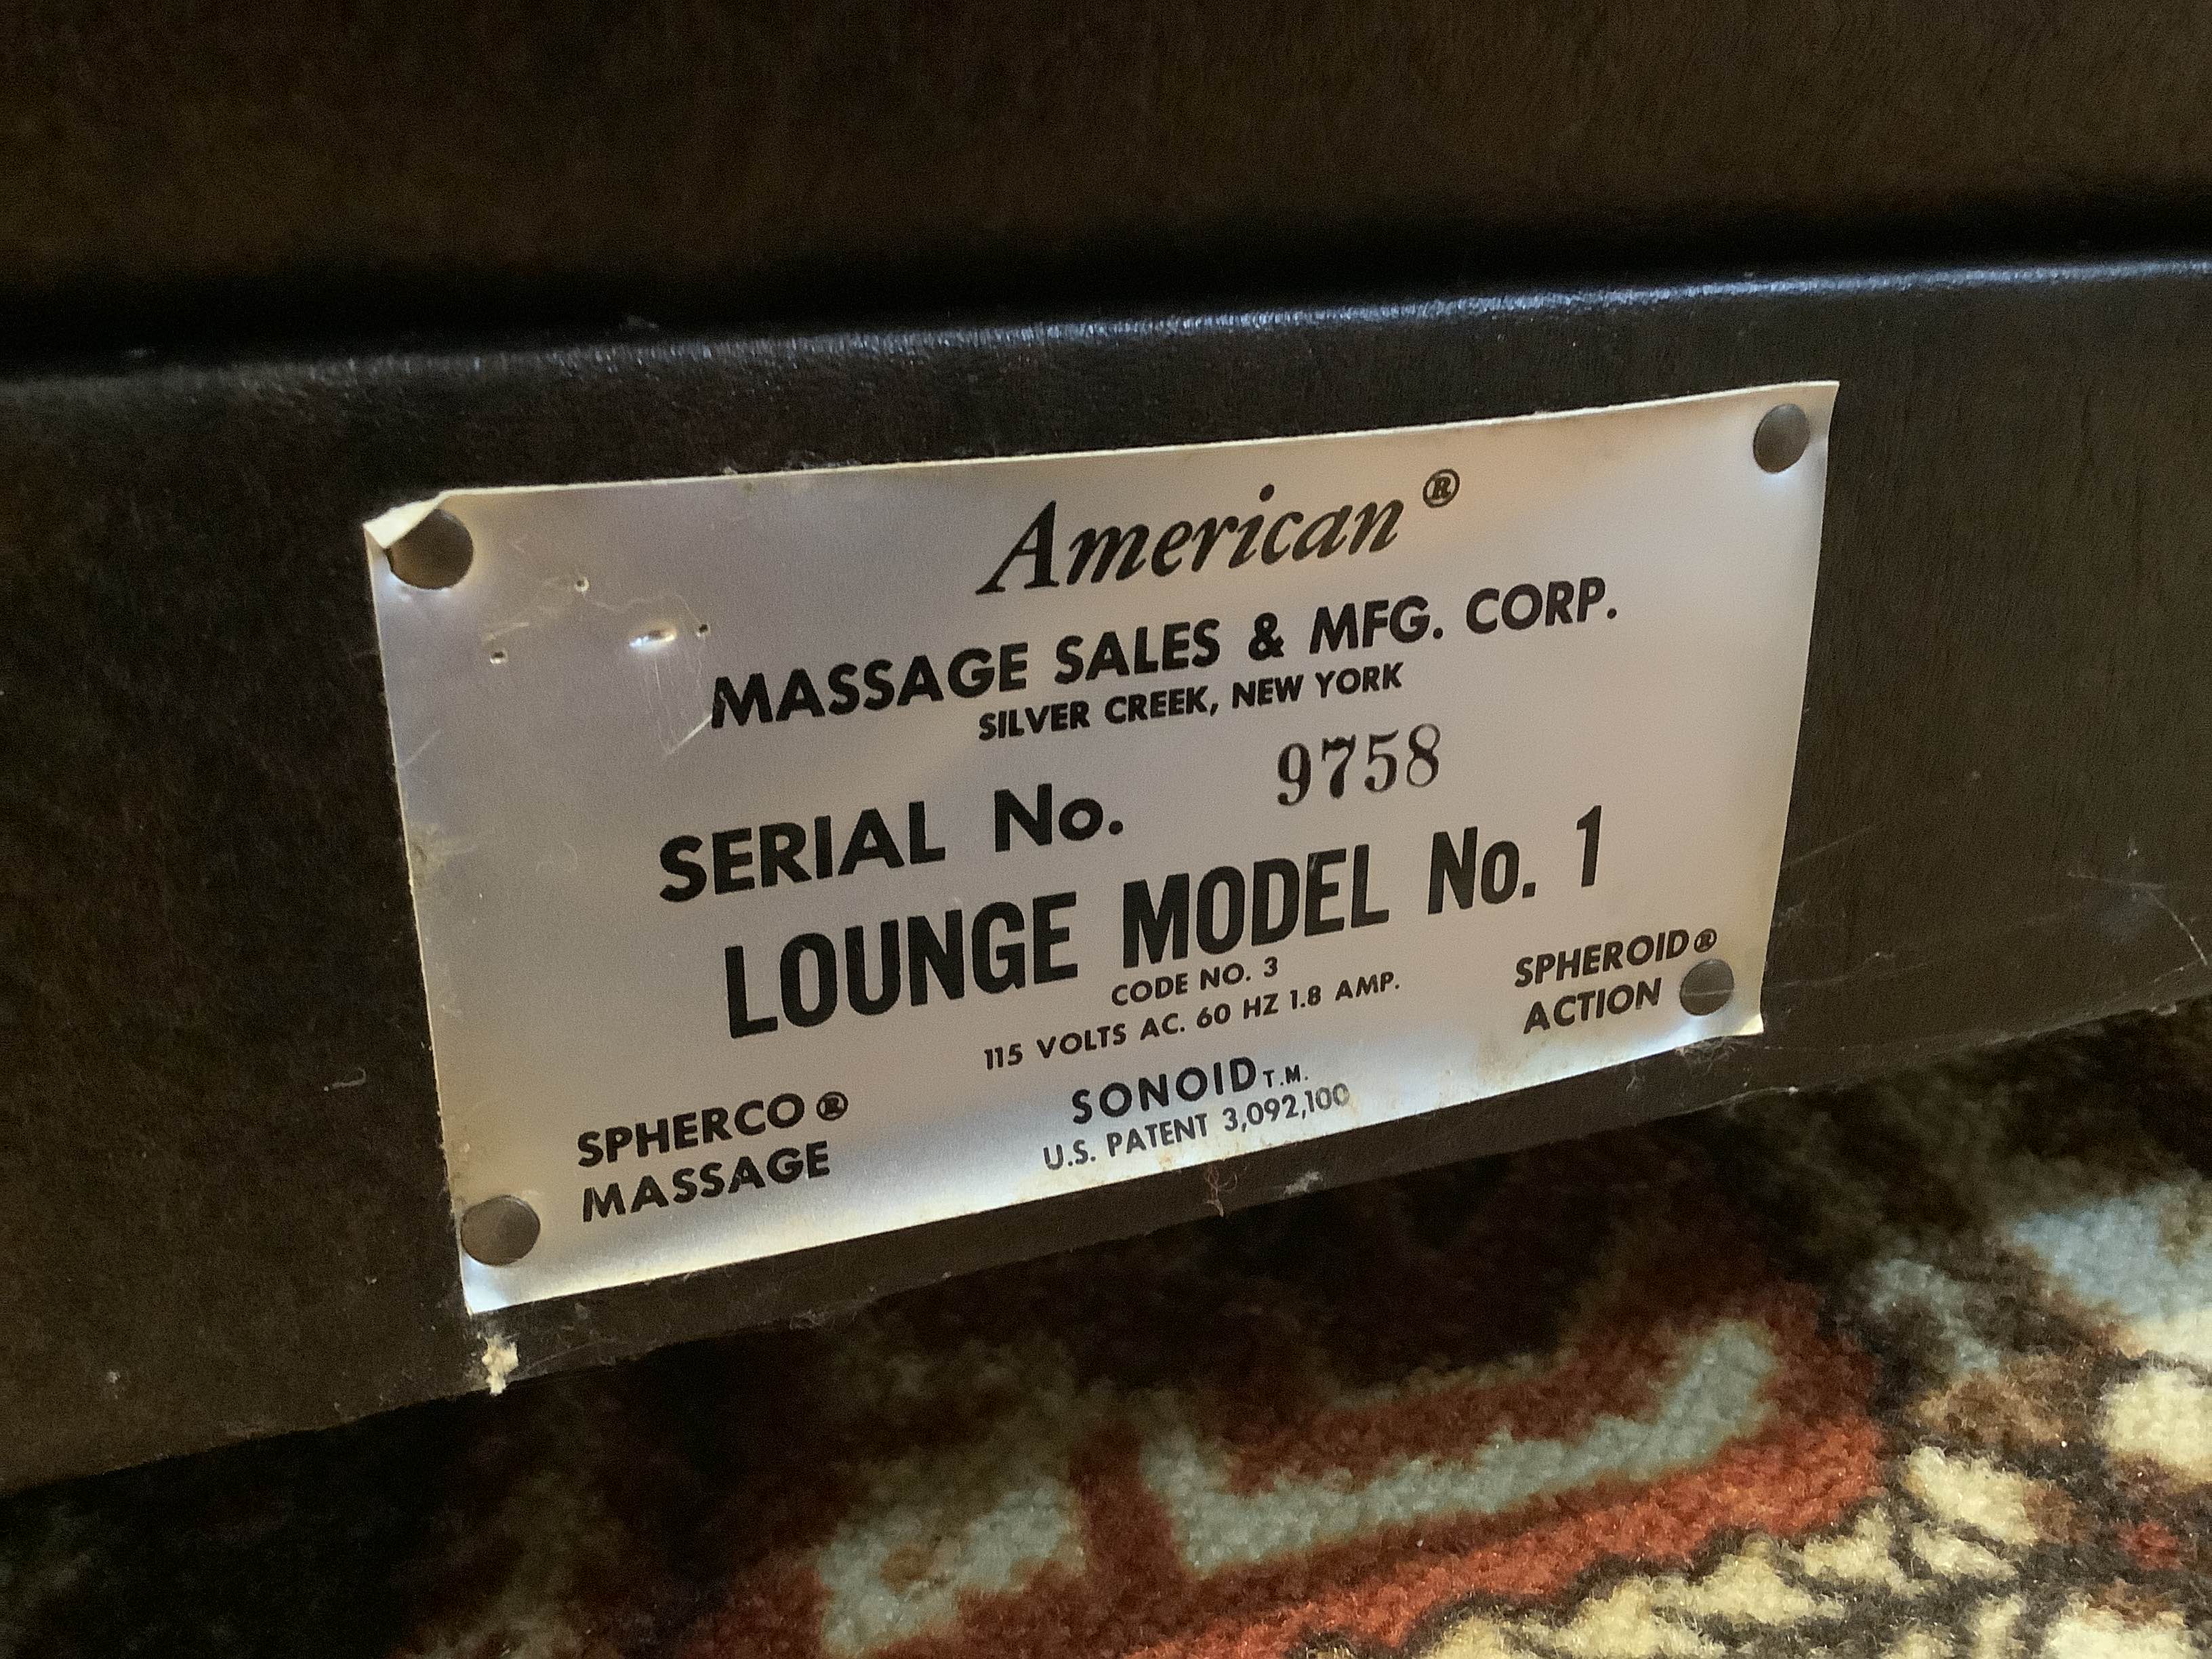 American®
MASSAGE SALES & MFG. CORP.
SILVER CREEK, NEW YORK
SERIAL No. 9758
LOUNGE MODEL No. 1
CODE NO. 3
115 VOLTS AC. 60 HZ 1.8 AMP.
SPHEROID®
ACTION
SONOID T.M.
U.S. PATENT 3,092,100
SPHERCO®
MASSAGE